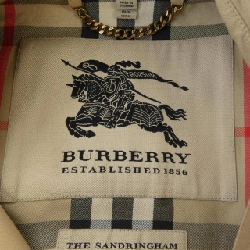 BURBERRY
ESTABLISHED 1856
THE SANDRINGHAM